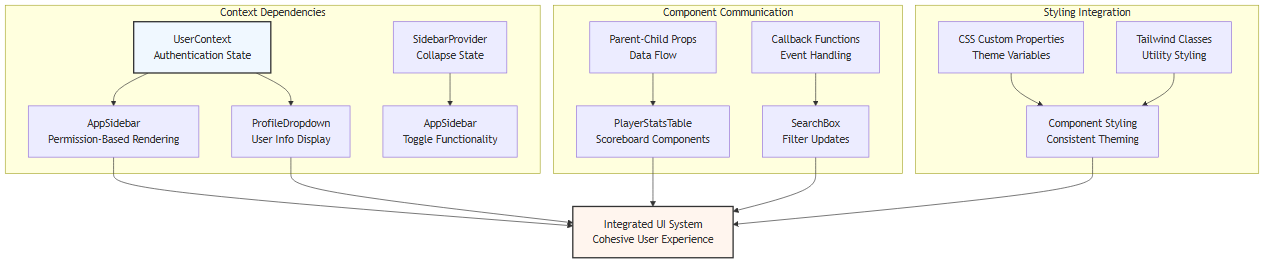 Context Dependencies
UserContext
Authentication State
SidebarProvider
Collapse State
AppSidebar
Permission-Based Rendering
ProfileDropdown
User Info Display
AppSidebar
Toggle Functionality
Component Communication
Parent-Child Props
Data Flow
Callback Functions
Event Handling
PlayerStatsTable
Scoreboard Components
SearchBox
Filter Updates
Styling Integration
CSS Custom Properties
Theme Variables
Tailwind Classes
Utility Styling
Component Styling
Consistent Theming
Integrated UI System
Cohesive User Experience